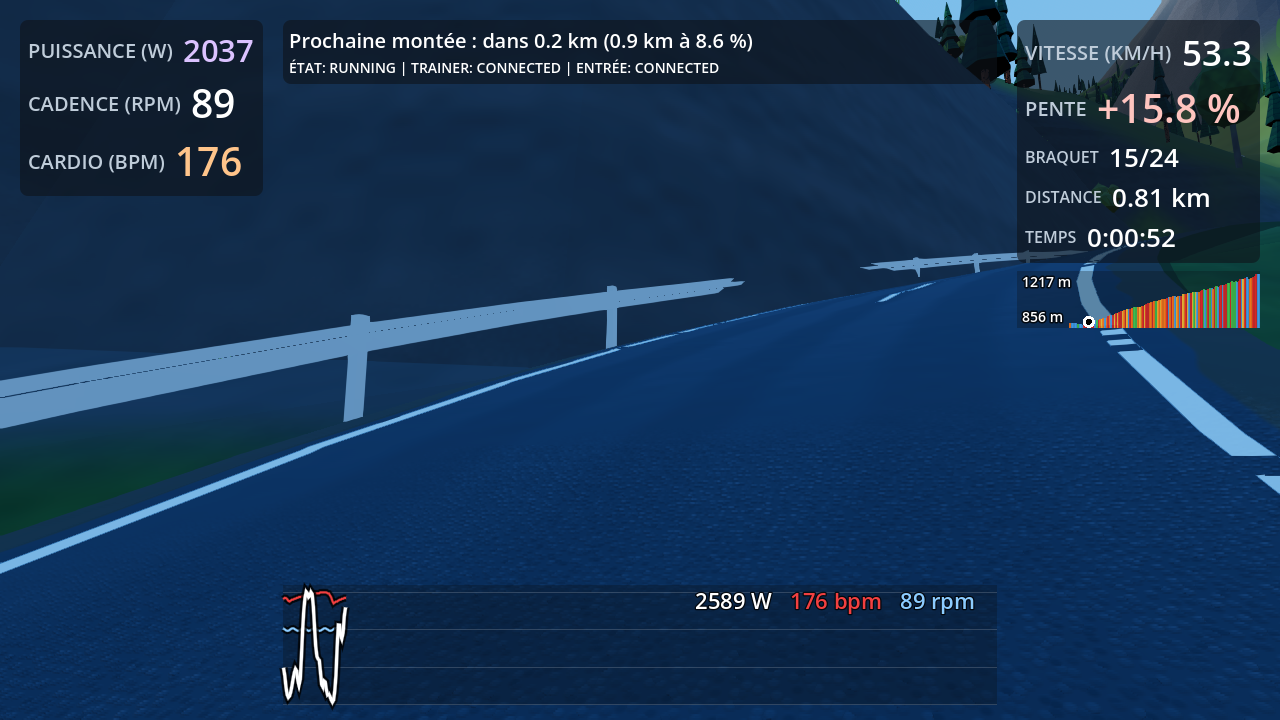 PUISSANCE (W) 2037
CADENCE (RPM) 89
CARDIO (BPM) 176
Prochaine montée : dans 0.2 km (0.9 km à 8.6 %)
ÉTAT: RUNNING | TRAINER: CONNECTED | ENTRÉE: CONNECTED
VITESSE (KM/H) 53.3
PENTE +15.8 %
BRAQUET 15/24
DISTANCE 0.81 km
TEMPS 0:00:52
1217 m
856 m
2589 W 176 bpm 89 rpm